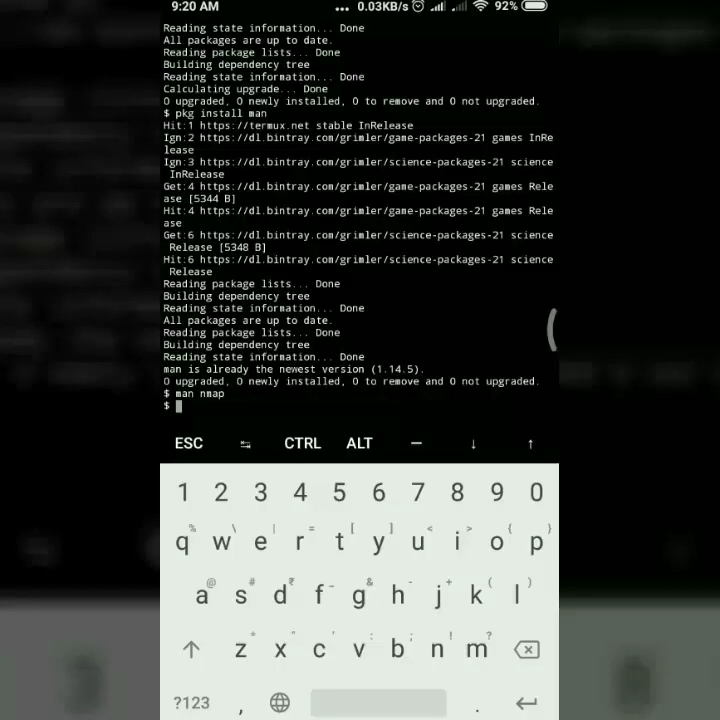 9:20 AM ... 0.03KB/s 92%
Reading state information... Done
All packages are up to date.
Reading package lists... Done
Building dependency tree
Reading state information... Done
Calculating upgrade... Done
0 upgraded, 0 newly installed, 0 to remove and 0 not upgraded.
$ pkg install man
Hit:1 https://termux.net stable InRelease
Ign:2 https://dl.bintray.com/grimler/game-packages-21 games InRe
lease
Ign:3 https://dl.bintray.com/grimler/science-packages-21 science
 InRelease
Get:4 https://dl.bintray.com/grimler/game-packages-21 games Rele
ase [5344 B]
Hit:4 https://dl.bintray.com/grimler/game-packages-21 games Rele
ase
Get:6 https://dl.bintray.com/grimler/science-packages-21 science
 Release [5348 B]
Hit:6 https://dl.bintray.com/grimler/science-packages-21 science
 Release
Reading package lists... Done
Building dependency tree
Reading state information... Done
All packages are up to date.
Reading package lists... Done
Building dependency tree
Reading state information... Done
man is already the newest version (1.14.5).
0 upgraded, 0 newly installed, 0 to remove and 0 not upgraded.
$ man nmap
$
ESC ↹ CTRL ALT — ↓ ↑
1 2 3 4 5 6 7 8 9 0
% \ | = [ ] < > { }
q w e r t y u i o p
@ # ₹ - & - + ( )
a s d f g h j k l
* " ' : ; ! ?
z x c v b n m
?123 , .